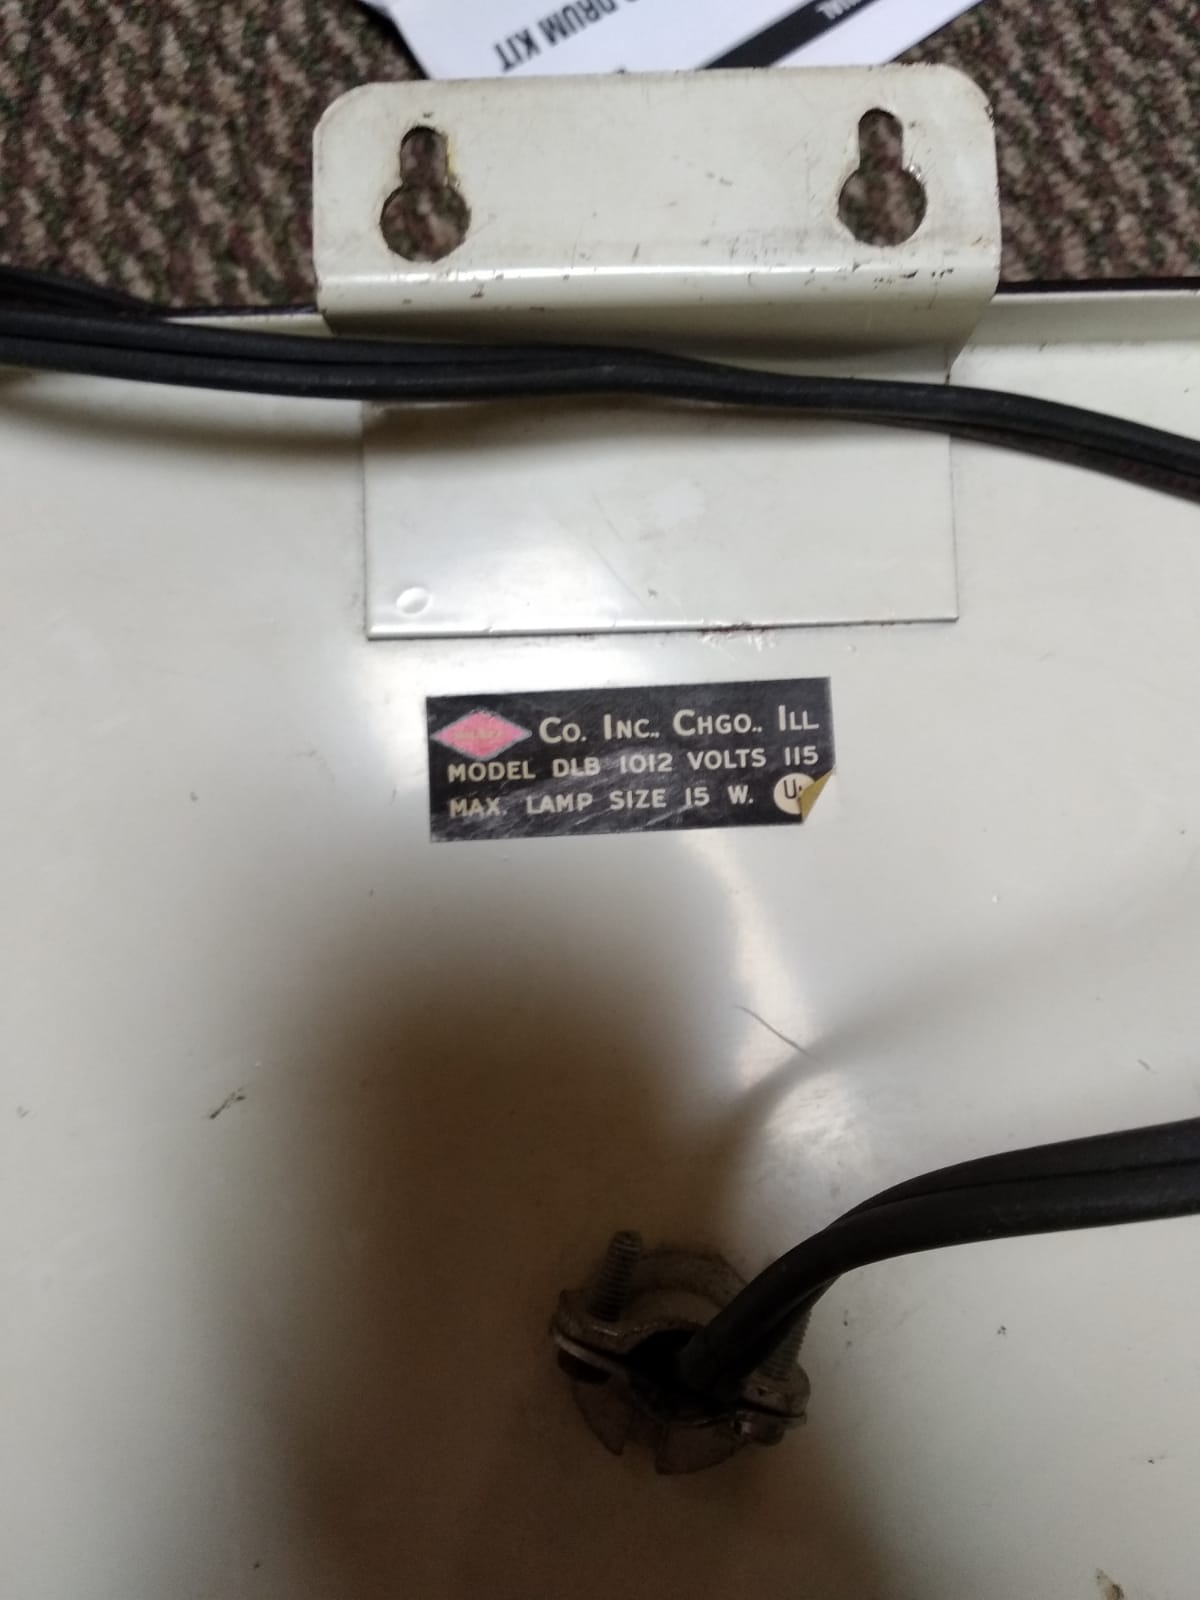 DRUM KIT
Co. Inc., Chgo., Ill
MODEL DLB 1012 VOLTS 115
MAX. LAMP SIZE 15 W.